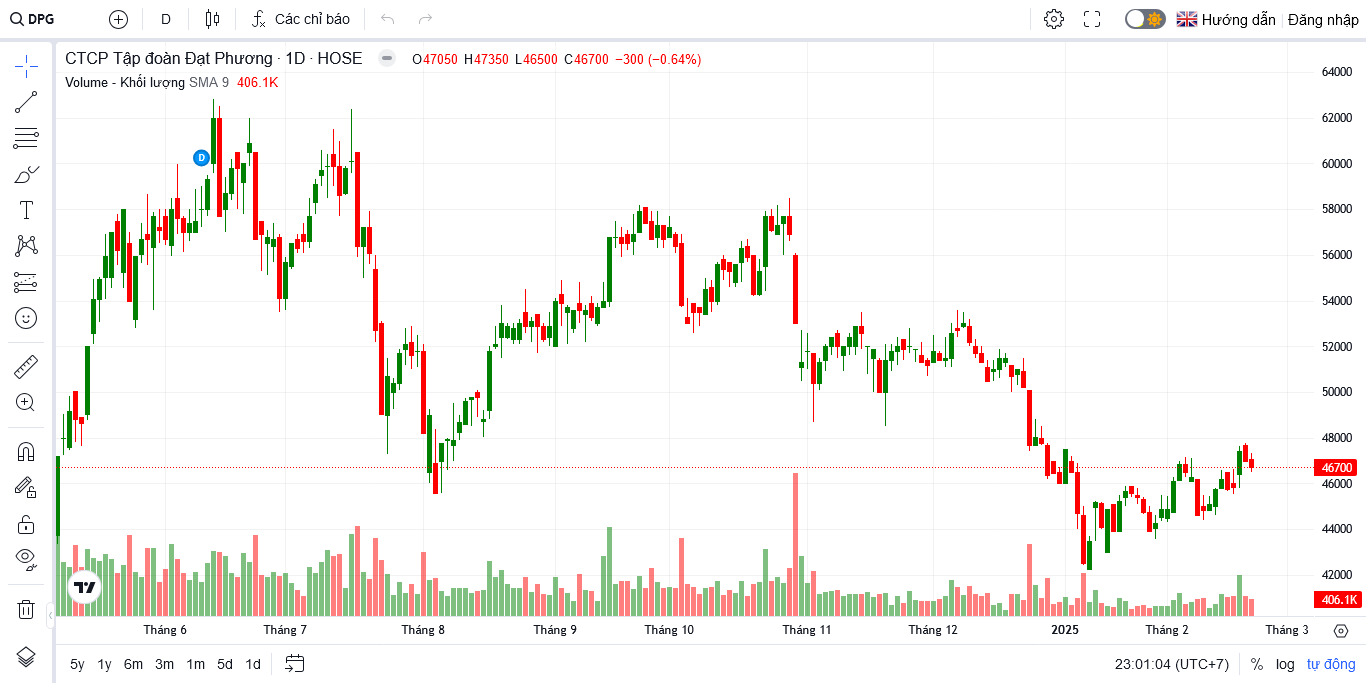 DPG D Các chỉ báo Hướng dẫn Đăng nhập
CTCP Tập đoàn Đạt Phương · 1D · HOSE O47050 H47350 L46500 C46700 −300 (−0.64%)
Volume - Khối lượng SMA 9 406.1K
64000
62000
60000
D
58000
56000
54000
52000
50000
48000
46700
46000
44000
42000
406.1K
Tháng 6 Tháng 7 Tháng 8 Tháng 9 Tháng 10 Tháng 11 Tháng 12 2025 Tháng 2 Tháng 3
5y 1y 6m 3m 1m 5d 1d 23:01:04 (UTC+7) % log tự động